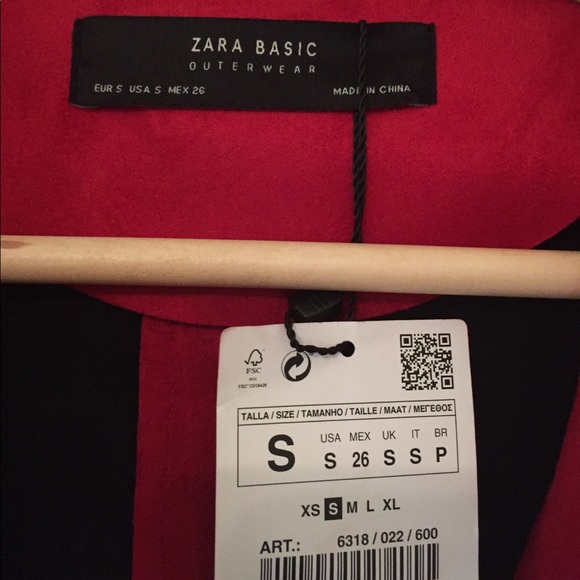 ZARA BASIC
OUTERWEAR
EUR S USA S MEX 26 MADE IN CHINA
FSC
MIX
TALLA / SIZE / TAMANHO / TAILLE / MAAT / ΜΕΓΕΘΟΣ
USA MEX UK IT BR
S S 26 S S P
XS S M L XL
ART.: 6318 / 022 / 600